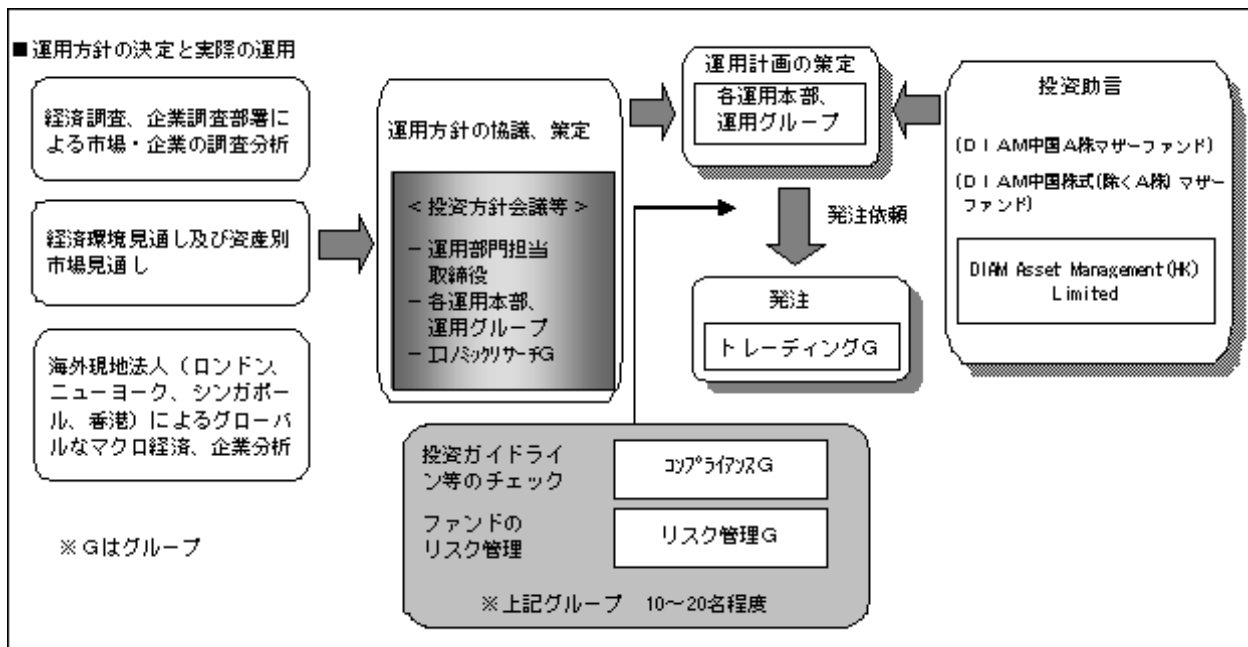 ■運用方針の決定と実際の運用
経済調査、企業調査部署に
よる市場・企業の調査分析
経済環境見通し及び資産別
市場見通し
海外現地法人（ロンドン、
ニューヨーク、シンガポー
ル、香港）によるグローバ
ルなマクロ経済、企業分析
※Gはグループ
運用方針の協議、策定
＜投資方針会議等＞
－運用部門担当
取締役
－各運用本部、
運用グループ
－ｴｺﾉﾐｯｸﾘｻｰﾁG
運用計画の策定
各運用本部、
運用グループ
発注依頼
発注
トレーディングG
投資助言
(DIAM中国A株マザーファンド)
(DIAM中国株式(除くA株)マザー
ファンド)
DIAM Asset Management(HK)
Limited
投資ガイドライ
ン等のチェック
ｺﾝﾌﾟﾗｲｱﾝｽG
ファンドの
リスク管理
リスク管理G
※上記グループ　10～20名程度